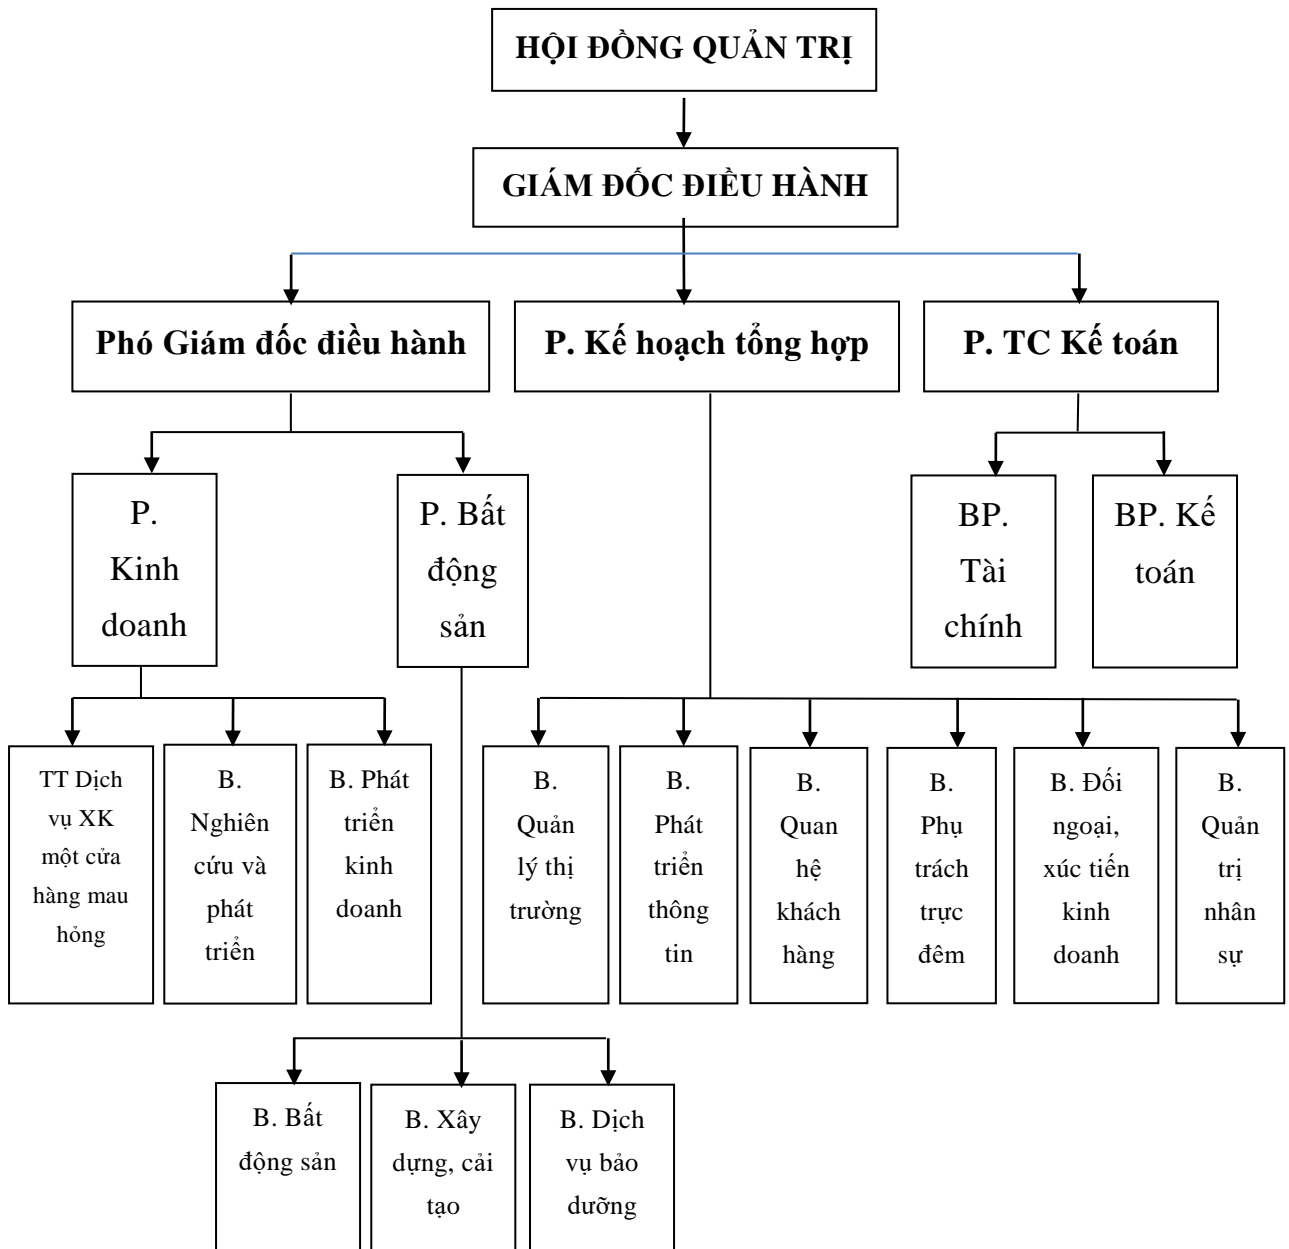 HỘI ĐỒNG QUẢN TRỊ
GIÁM ĐỐC ĐIỀU HÀNH
Phó Giám đốc điều hành
P. Kế hoạch tổng hợp
P. TC Kế toán
P.
Kinh
doanh
P. Bất
động
sản
BP.
Tài
chính
BP. Kế
toán
TT Dịch
vụ XK
một cửa
hàng mau
hỏng
B.
Nghiên
cứu và
phát
triển
B. Phát
triển
kinh
doanh
B.
Quản
lý thị
trường
B.
Phát
triển
thông
tin
B.
Quan
hệ
khách
hàng
B.
Phụ
trách
trực
đêm
B. Đối
ngoại,
xúc tiến
kinh
doanh
B.
Quản
trị
nhân
sự
B. Bất
động sản
B. Xây
dựng, cải
tạo
B. Dịch
vụ bảo
dưỡng